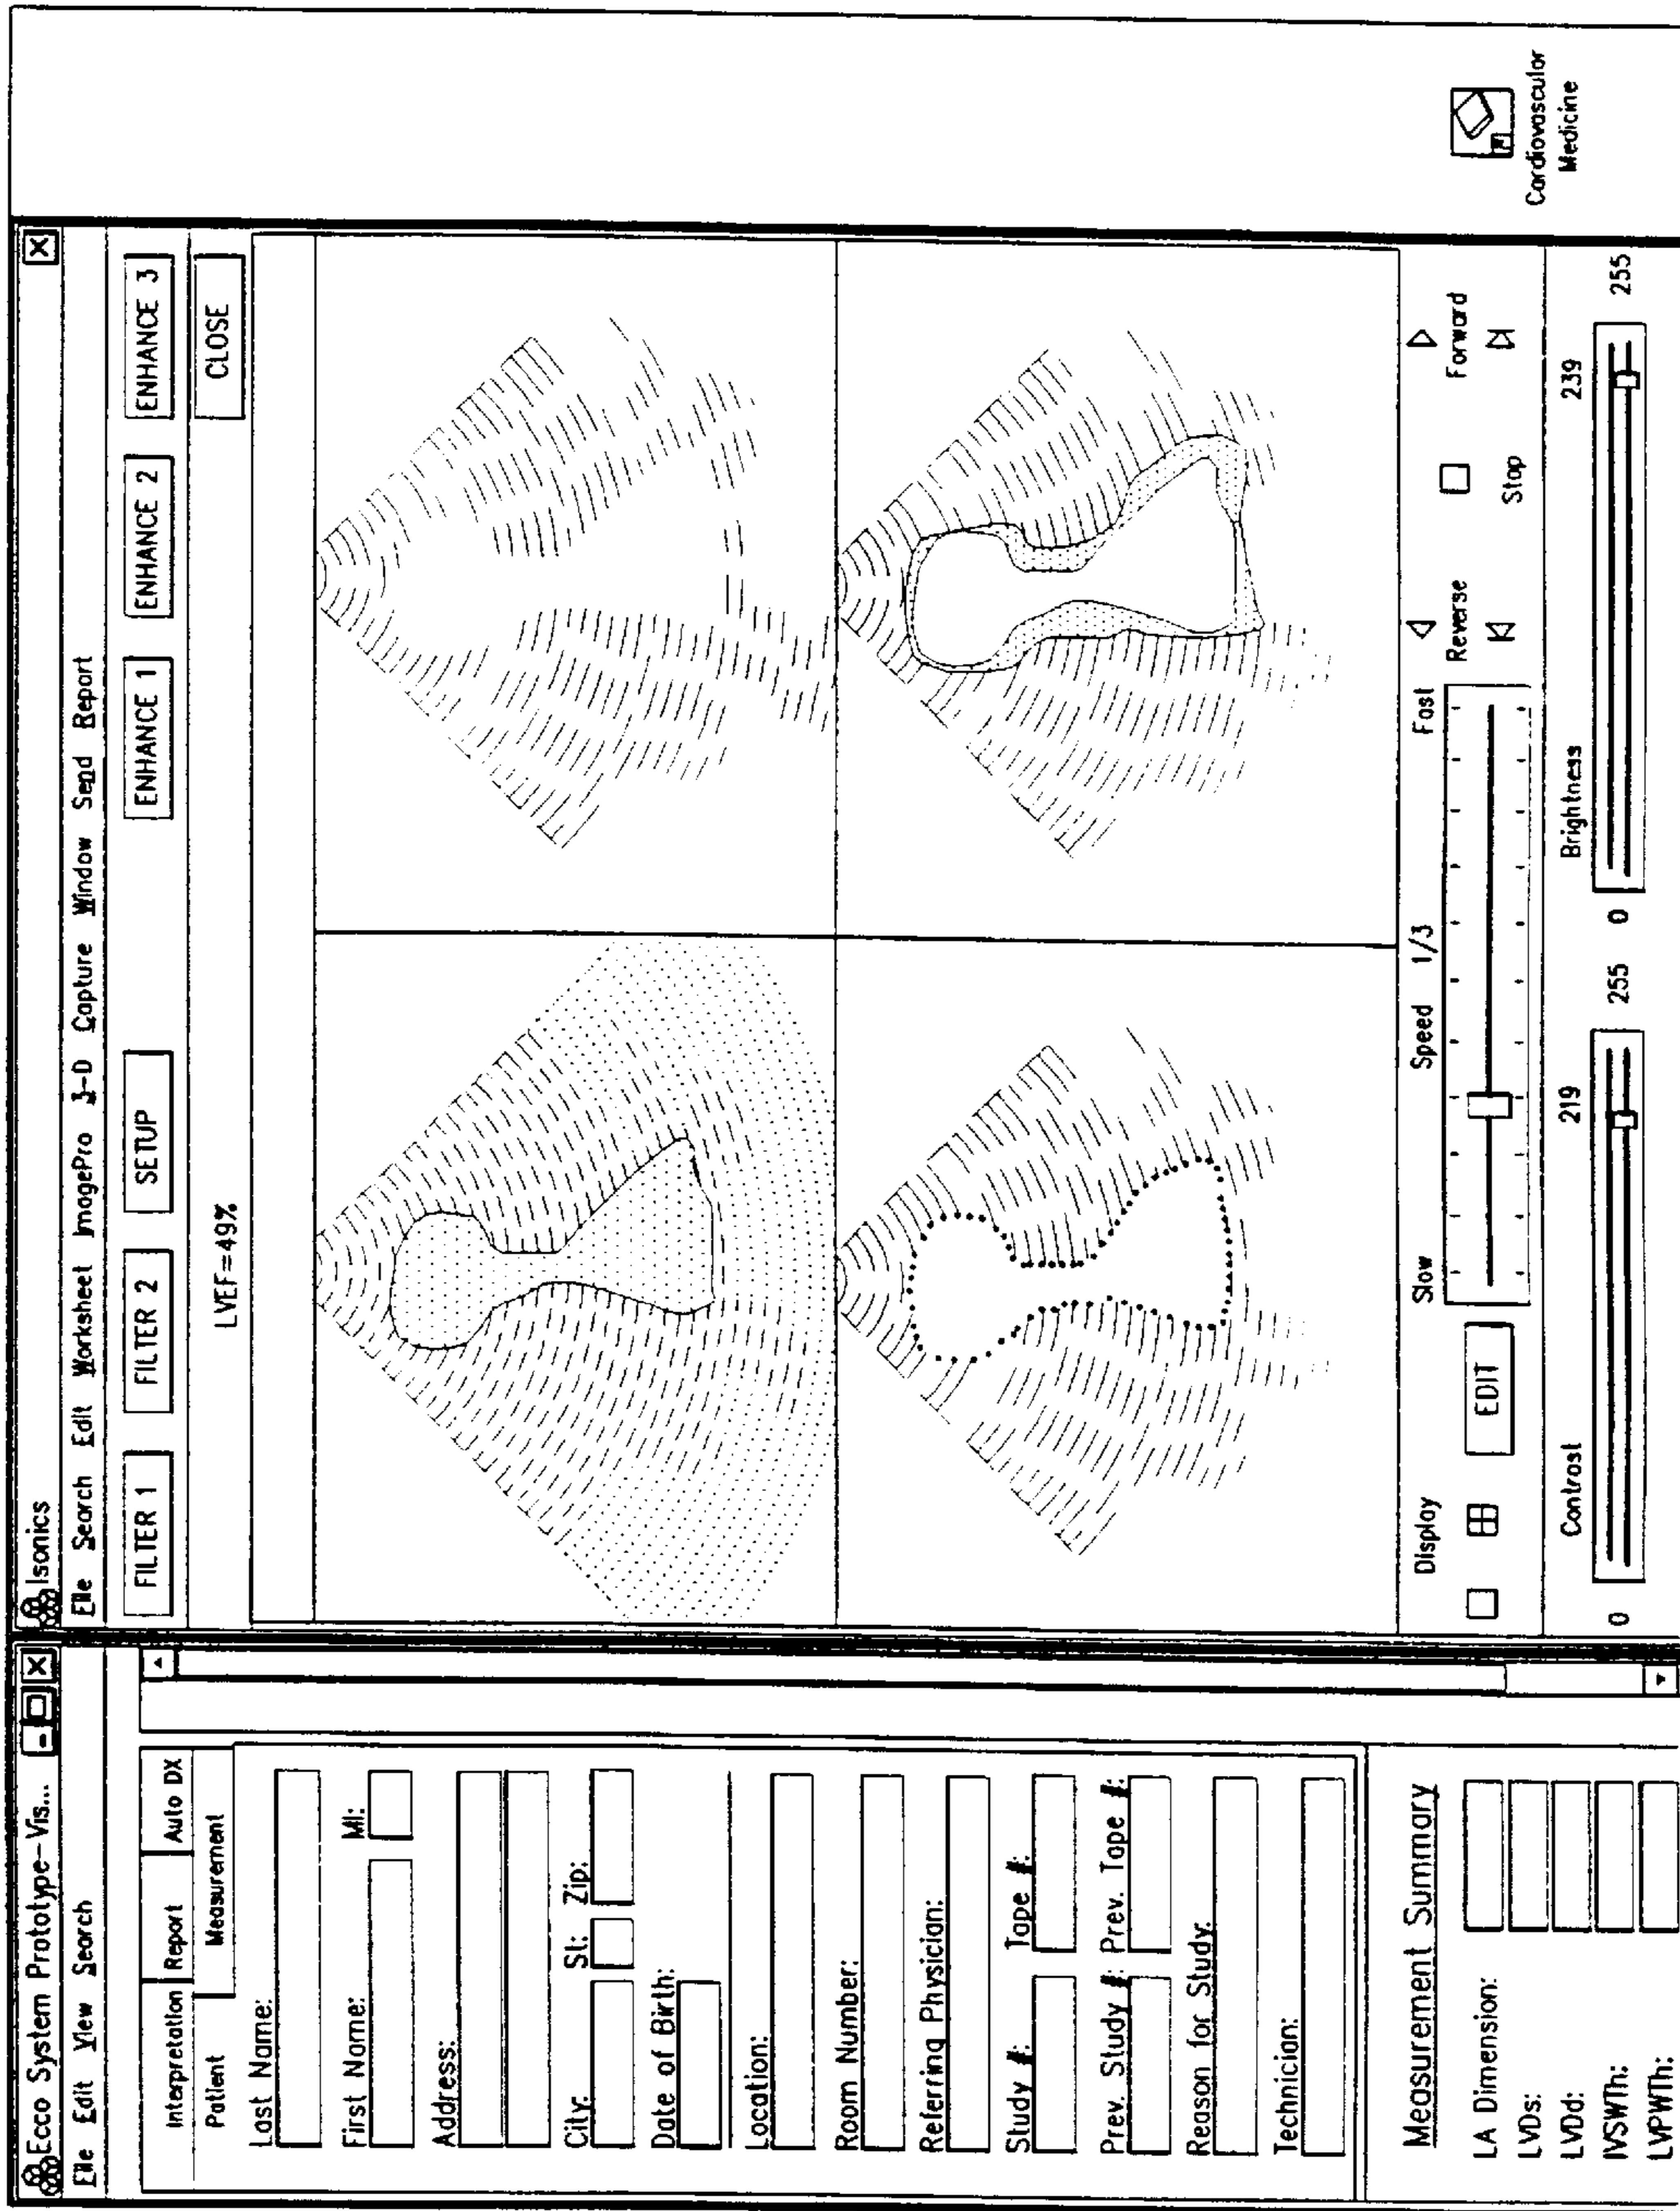 Ecco System Prototype-Vis...
File Edit View Search
Interpretation Report Auto DX
Patient Measurement
Last Name:
First Name: MI:
Address:
City: St: Zip:
Date of Birth:
Location:
Room Number:
Referring Physician:
Study #: Tape #:
Prev. Study #: Prev. Tape #:
Reason for Study:
Technician:
Measurement Summary
LA Dimension:
LVDs:
LVDd:
IVSWTh:
LVPWTh:
Isonics
File Search Edit Worksheet ImagePro 3-D Capture Window Send Report
FILTER 1 FILTER 2 SETUP ENHANCE 1 ENHANCE 2 ENHANCE 3
LVEF=49% CLOSE
Display Slow Speed 1/3 Fast
EDIT Reverse Stop Forward
Contrast 219 Brightness 239
0 255 0 255
Cardiovascular
Medicine